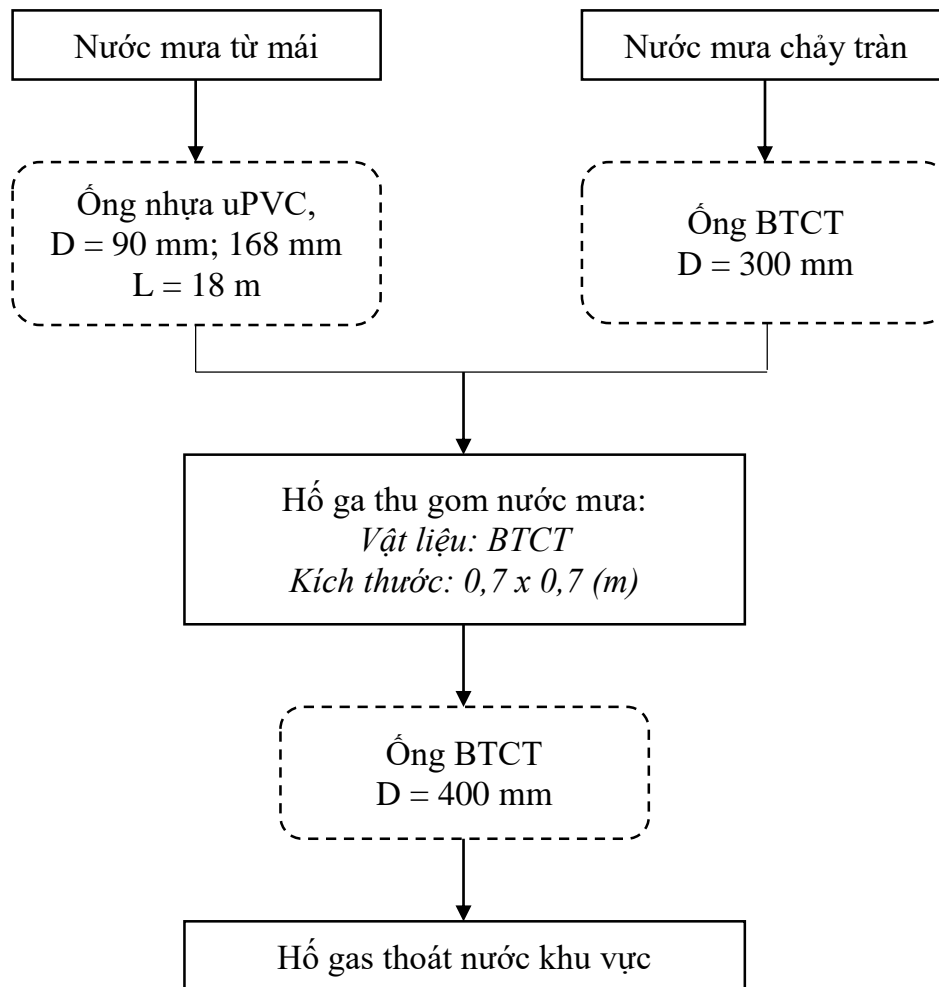 Nước mưa từ mái
Nước mưa chảy tràn
Ống nhựa uPVC,
D = 90 mm; 168 mm
L = 18 m
Ống BTCT
D = 300 mm
Hố ga thu gom nước mưa:
Vật liệu: BTCT
Kích thước: 0,7 x 0,7 (m)
Ống BTCT
D = 400 mm
Hố gas thoát nước khu vực